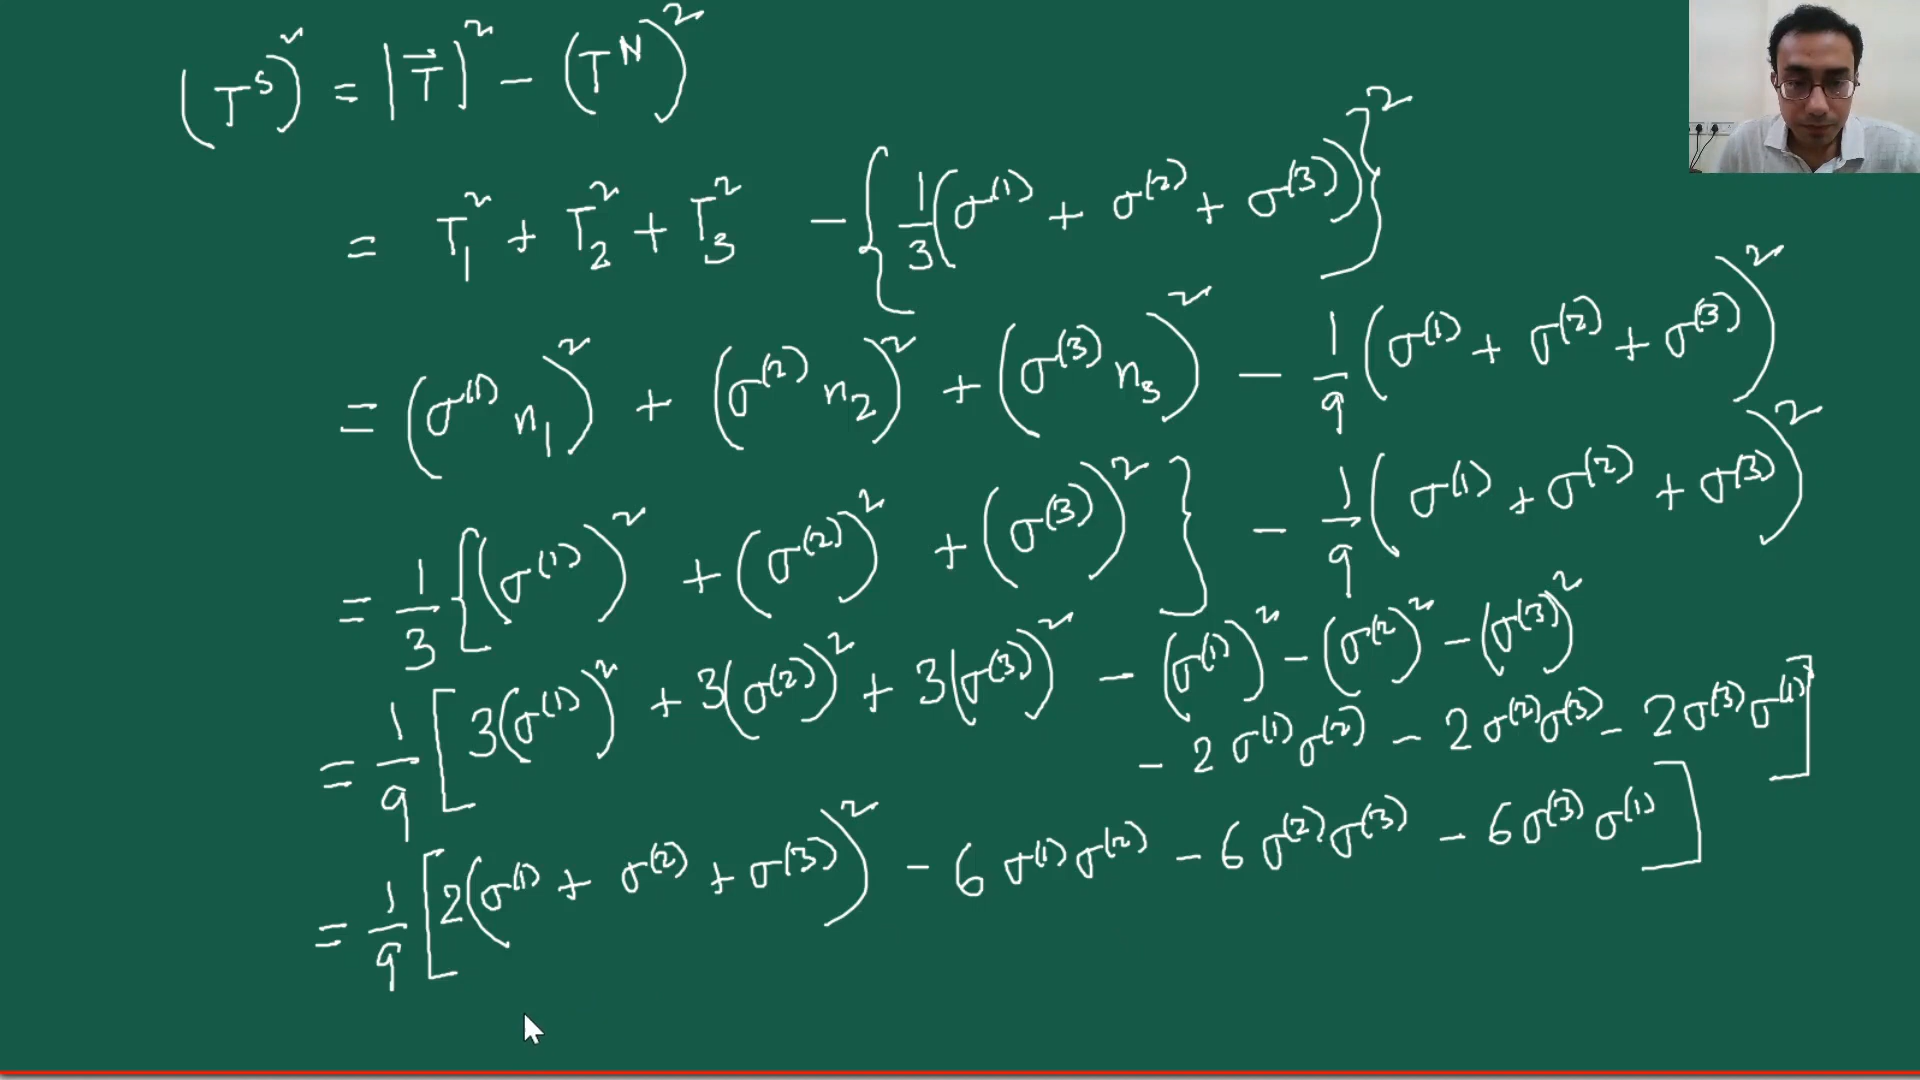 (T^S)^2 = |\vec{T}|^2 - (T^N)^2
= T_1^2 + T_2^2 + T_3^2 - {1/3 (σ^(1) + σ^(2) + σ^(3))}^2
= (σ^(1) n_1)^2 + (σ^(2) n_2)^2 + (σ^(3) n_3)^2 - 1/9 (σ^(1) + σ^(2) + σ^(3))^2
= 1/3 {(σ^(1))^2 + (σ^(2))^2 + (σ^(3))^2} - 1/9 (σ^(1) + σ^(2) + σ^(3))^2
= 1/9 [3(σ^(1))^2 + 3(σ^(2))^2 + 3(σ^(3))^2 - (σ^(1))^2 - (σ^(2))^2 - (σ^(3))^2
- 2σ^(1)σ^(2) - 2σ^(2)σ^(3) - 2σ^(3)σ^(1)]
= 1/9 [2(σ^(1) + σ^(2) + σ^(3))^2 - 6σ^(1)σ^(2) - 6σ^(2)σ^(3) - 6σ^(3)σ^(1)]